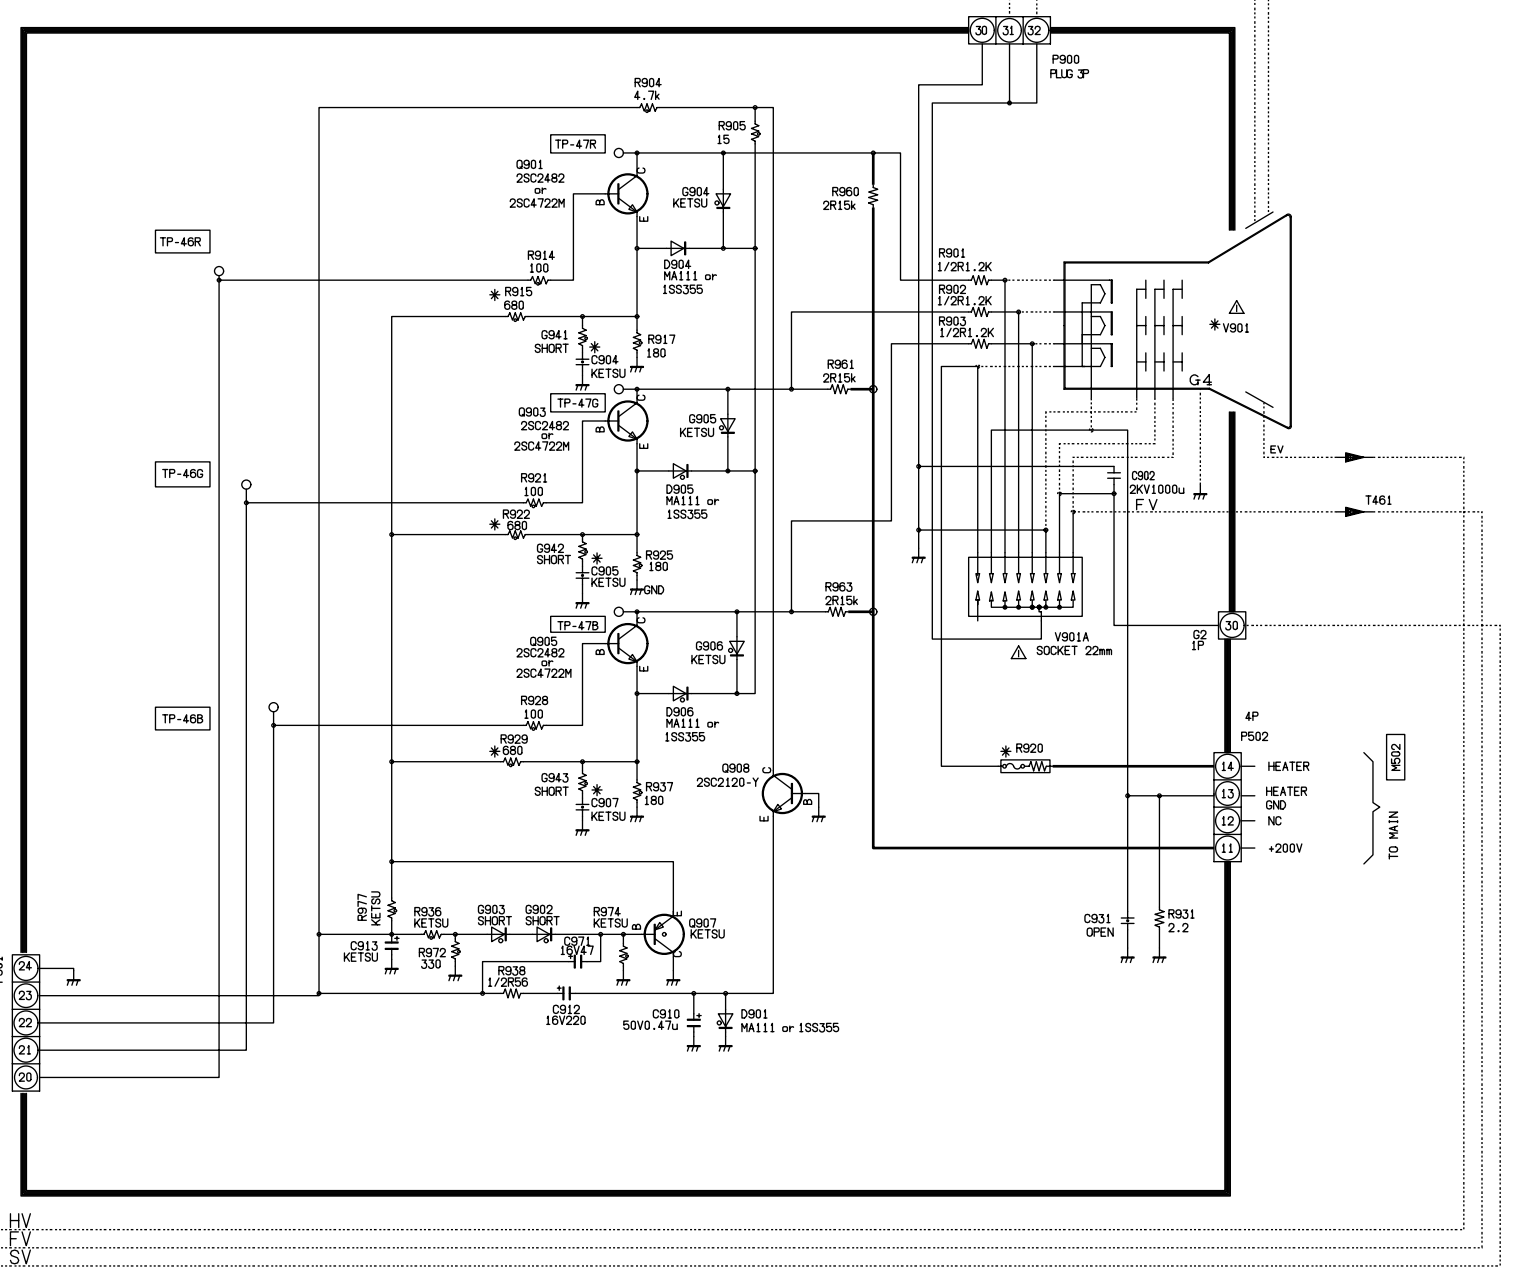 30 31 32
P900
PLUG 3P
R904
4.7k
R905
15
TP-47R
Q901
2SC2482
or
2SC4722M
C
B
E
G904
KETSU
R960
2R15k
TP-46R
R914
100
D904
MA111 or
1SS355
R901
1/2R1.2K
R902
1/2R1.2K
R903
1/2R1.2K
* R915
680
G941
SHORT
*
C904
KETSU
R917
180
⚠
* V901
G4
R961
2R15k
TP-47G
Q903
2SC2482
or
2SC4722M
C
B
E
G905
KETSU
TP-46G
R921
100
D905
MA111 or
1SS355
EV
C902
2KV1000u
FV
T461
* R922
680
G942
SHORT
*
C905
KETSU
R925
180
GND
R963
2R15k
TP-47B
Q905
2SC2482
or
2SC4722M
C
B
E
G906
KETSU
V901A
⚠ SOCKET 22mm
G2
1P
30
TP-46B
R928
100
D906
MA111 or
1SS355
* R929
680
G943
SHORT
*
C907
KETSU
R937
180
Q908
2SC2120-Y
C
B
E
* R920
4P
P502
14 HEATER
13 HEATER
GND
12 NC
11 +200V
M502
TO MAIN
R977
KETSU
R936
KETSU
G903
SHORT
G902
SHORT
R974
KETSU
B
E
C
Q907
KETSU
C913
KETSU
R972
330
C971
16V47
R938
1/2R56
C912
16V220
C910
50V0.47u
D901
MA111 or 1SS355
C931
OPEN
R931
2.2
24
23
22
21
20
HV
FV
SV